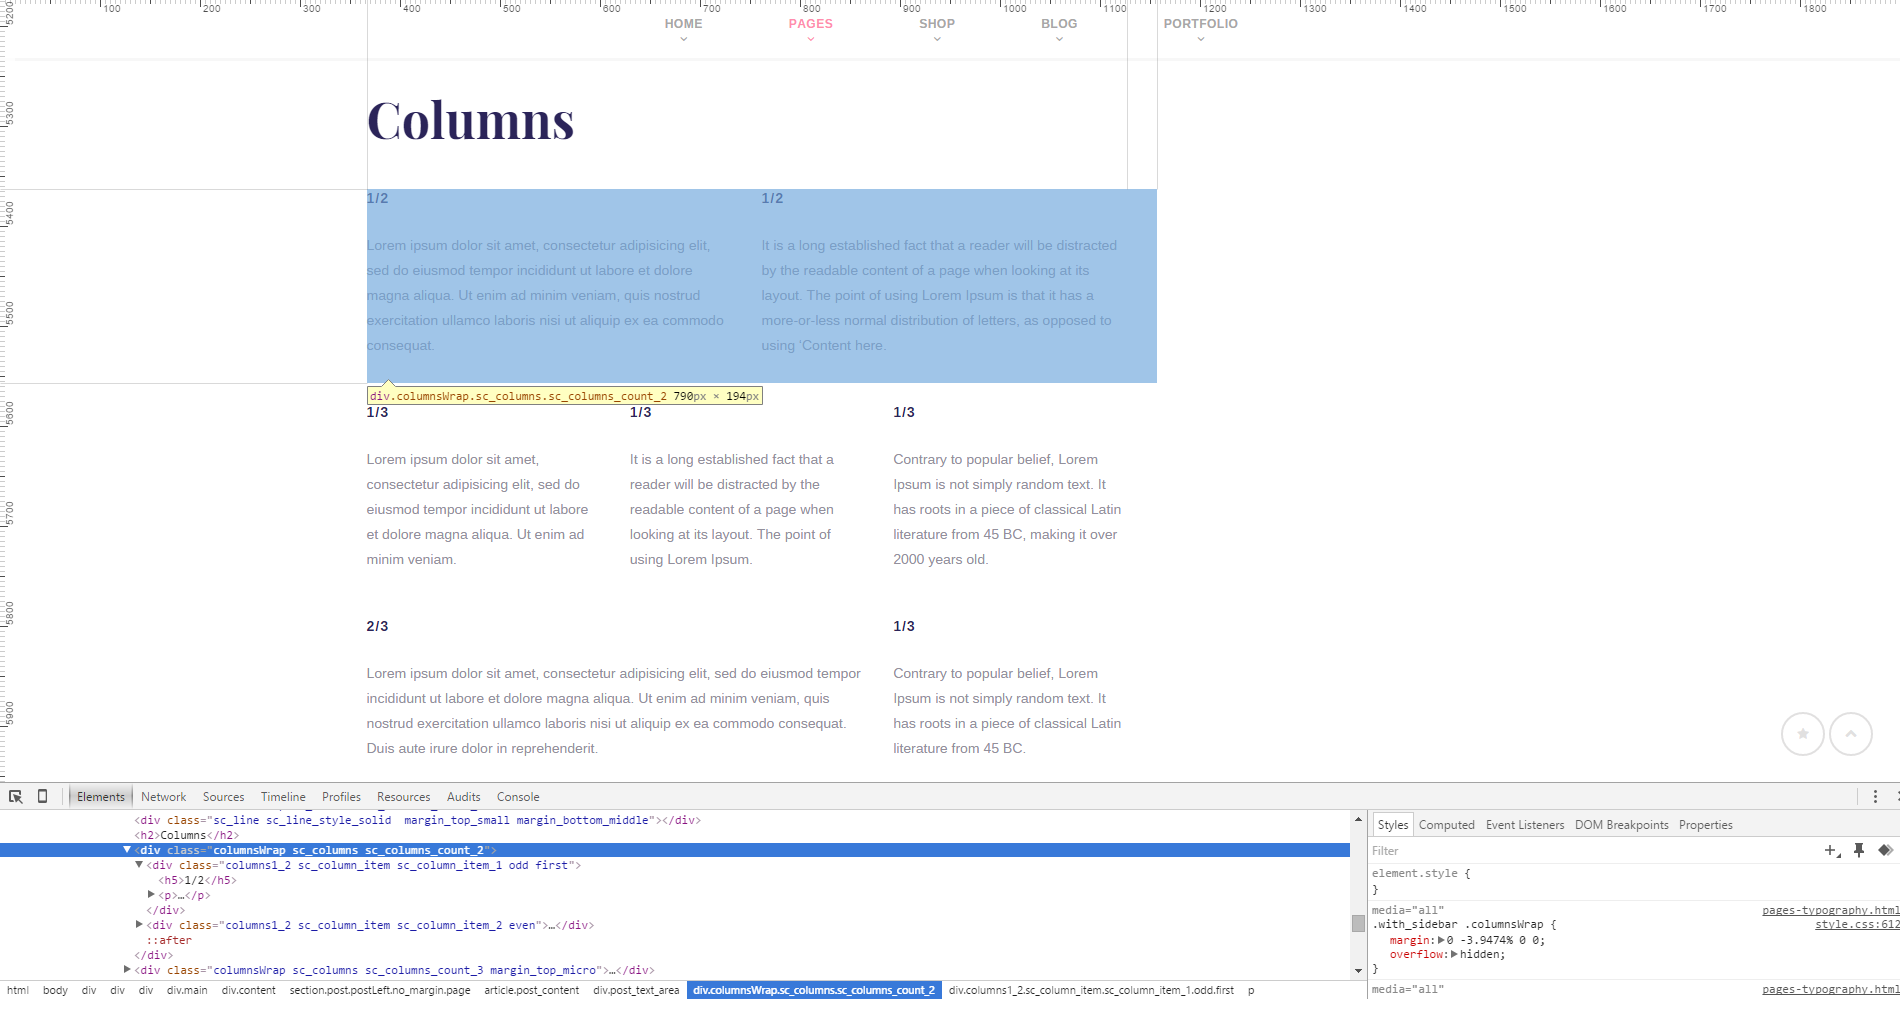 100 200 300 400 500 600 700 800 900 1000 1100 1200 1300 1400 1500 1600 1700 1800
5200
5300
5400
5500
5600
5700
5800
5900
HOME PAGES SHOP BLOG PORTFOLIO
Columns
1/2
Lorem ipsum dolor sit amet, consectetur adipisicing elit,
sed do eiusmod tempor incididunt ut labore et dolore
magna aliqua. Ut enim ad minim veniam, quis nostrud
exercitation ullamco laboris nisi ut aliquip ex ea commodo
consequat.
1/2
It is a long established fact that a reader will be distracted
by the readable content of a page when looking at its
layout. The point of using Lorem Ipsum is that it has a
more-or-less normal distribution of letters, as opposed to
using 'Content here.
div.columnsWrap.sc_columns.sc_columns_count_2 790px × 194px
1/3
Lorem ipsum dolor sit amet,
consectetur adipisicing elit, sed do
eiusmod tempor incididunt ut labore
et dolore magna aliqua. Ut enim ad
minim veniam.
1/3
It is a long established fact that a
reader will be distracted by the
readable content of a page when
looking at its layout. The point of
using Lorem Ipsum.
1/3
Contrary to popular belief, Lorem
Ipsum is not simply random text. It
has roots in a piece of classical Latin
literature from 45 BC, making it over
2000 years old.
2/3
Lorem ipsum dolor sit amet, consectetur adipisicing elit, sed do eiusmod tempor
incididunt ut labore et dolore magna aliqua. Ut enim ad minim veniam, quis
nostrud exercitation ullamco laboris nisi ut aliquip ex ea commodo consequat.
Duis aute irure dolor in reprehenderit.
1/3
Contrary to popular belief, Lorem
Ipsum is not simply random text. It
has roots in a piece of classical Latin
literature from 45 BC.
Elements Network Sources Timeline Profiles Resources Audits Console
<div class="sc_line sc_line_style_solid  margin_top_small margin_bottom_middle"></div>
<h2>Columns</h2>
<div class="columnsWrap sc_columns sc_columns_count_2">
<div class="columns1_2 sc_column_item sc_column_item_1 odd first">
<h5>1/2</h5>
<p>…</p>
</div>
<div class="columns1_2 sc_column_item sc_column_item_2 even">…</div>
::after
</div>
<div class="columnsWrap sc_columns sc_columns_count_3 margin_top_micro">…</div>
html body div div div div.main div.content section.post.postLeft.no_margin.page article.post_content div.post_text_area div.columnsWrap.sc_columns.sc_columns_count_2 div.columns1_2.sc_column_item.sc_column_item_1.odd.first p
Styles Computed Event Listeners DOM Breakpoints Properties
Filter
element.style {
}
media="all" pages-typography.html
.with_sidebar .columnsWrap { style.css:612
margin: 0 -3.9474% 0 0;
overflow: hidden;
}
media="all" pages-typography.html